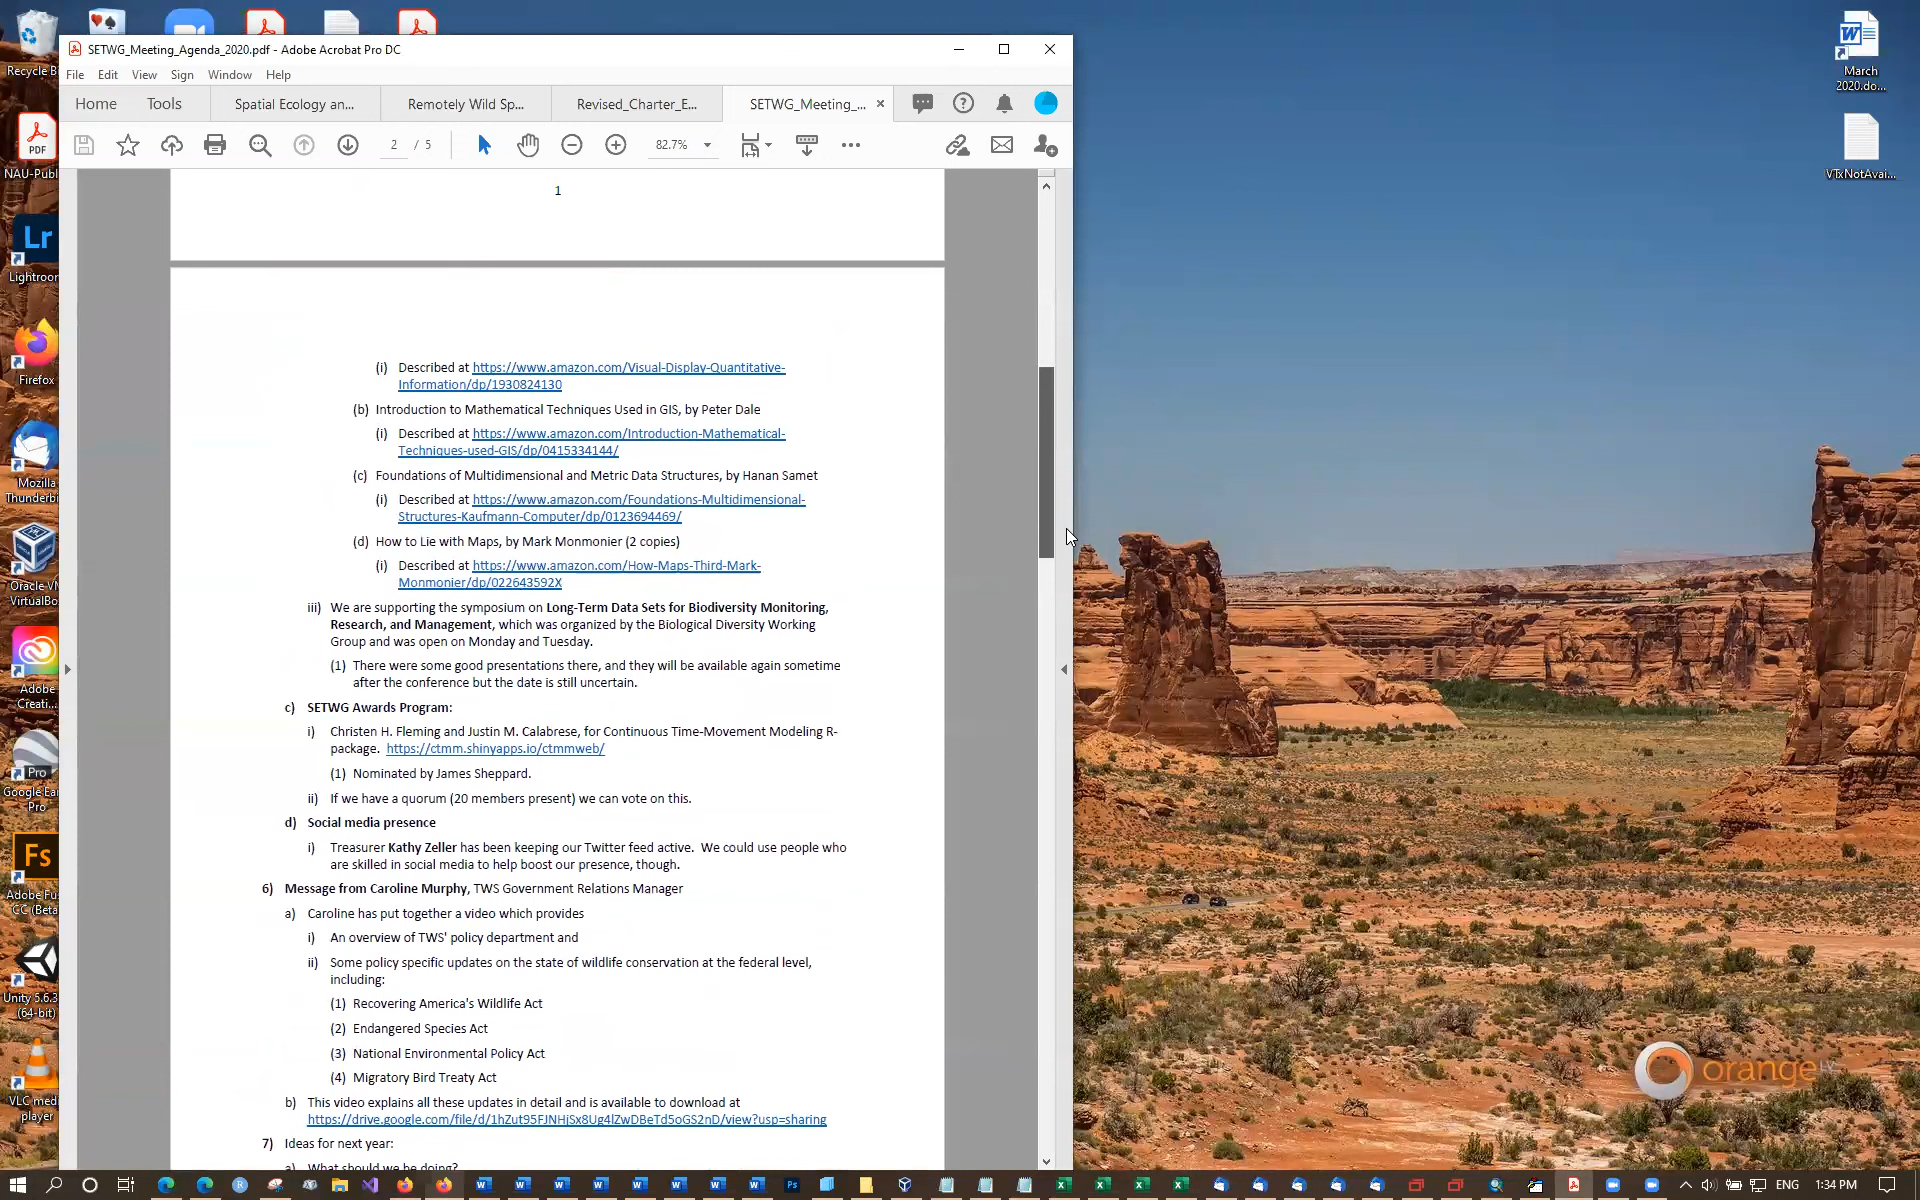 SETWG_Meeting_Agenda_2020.pdf - Adobe Acrobat Pro DC
File Edit View Sign Window Help
Home Tools Spatial Ecology an... Remotely Wild Sp... Revised_Charter_E... SETWG_Meeting_...
2 / 5 82.7%
1
(i) Described at https://www.amazon.com/Visual-Display-Quantitative-
Information/dp/1930824130
(b) Introduction to Mathematical Techniques Used in GIS, by Peter Dale
(i) Described at https://www.amazon.com/Introduction-Mathematical-
Techniques-used-GIS/dp/0415334144/
(c) Foundations of Multidimensional and Metric Data Structures, by Hanan Samet
(i) Described at https://www.amazon.com/Foundations-Multidimensional-
Structures-Kaufmann-Computer/dp/0123694469/
(d) How to Lie with Maps, by Mark Monmonier (2 copies)
(i) Described at https://www.amazon.com/How-Maps-Third-Mark-
Monmonier/dp/022643592X
iii) We are supporting the symposium on Long-Term Data Sets for Biodiversity Monitoring,
Research, and Management, which was organized by the Biological Diversity Working
Group and was open on Monday and Tuesday.
(1) There were some good presentations there, and they will be available again sometime
after the conference but the date is still uncertain.
c) SETWG Awards Program:
i) Christen H. Fleming and Justin M. Calabrese, for Continuous Time-Movement Modeling R-
package. https://ctmm.shinyapps.io/ctmmweb/
(1) Nominated by James Sheppard.
ii) If we have a quorum (20 members present) we can vote on this.
d) Social media presence
i) Treasurer Kathy Zeller has been keeping our Twitter feed active. We could use people who
are skilled in social media to help boost our presence, though.
6) Message from Caroline Murphy, TWS Government Relations Manager
a) Caroline has put together a video which provides
i) An overview of TWS' policy department and
ii) Some policy specific updates on the state of wildlife conservation at the federal level,
including:
(1) Recovering America's Wildlife Act
(2) Endangered Species Act
(3) National Environmental Policy Act
(4) Migratory Bird Treaty Act
b) This video explains all these updates in detail and is available to download at
https://drive.google.com/file/d/1hZut95FJNHjSx8Ug4lZwDBeTd5oGS2nD/view?usp=sharing
7) Ideas for next year:
a) What should we be doing?
Recycle Bi
PDF
NAU-Publ
Lr
Lightroom
Firefox
Mozilla
Thunderbi
Oracle VM
VirtualBox
Adobe
Creati...
Pro
Google Ear
Pro
Fs
Adobe Fus
CC (Beta
Unity 5.6.3
(64-bit)
VLC medi
player
March
2020.do...
VTxNotAvai...
orange
ENG 1:34 PM